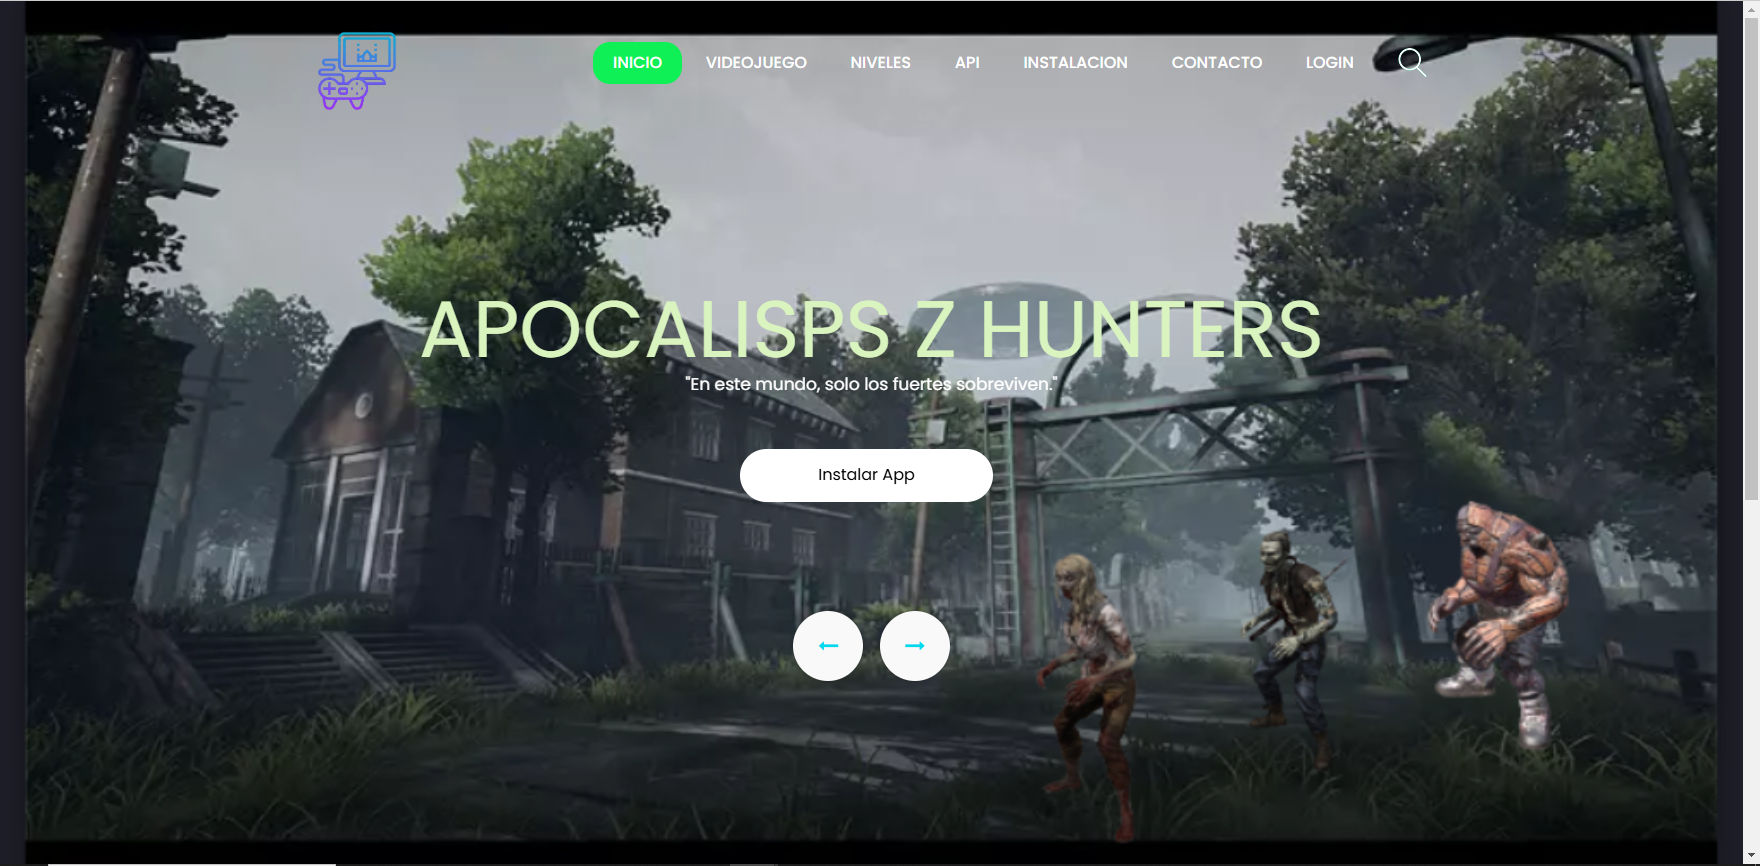 INICIO VIDEOJUEGO NIVELES API INSTALACION CONTACTO LOGIN
APOCALISPS Z HUNTERS
"En este mundo, solo los fuertes sobreviven."
Instalar App